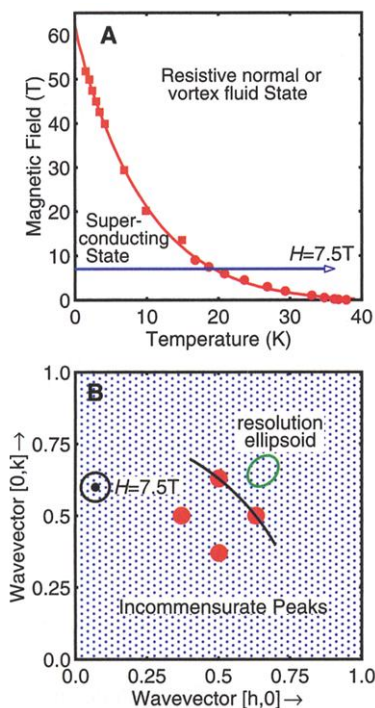 A
Resistive normal or
vortex fluid State
Super-
conducting
State
H=7.5T
Magnetic Field (T)
60
50
40
30
20
10
0
0 10 20 30 40
Temperature (K)
B
resolution
ellipsoid
H=7.5T
Incommensurate Peaks
Wavevector [0,k] →
1.0
0.75
0.5
0.25
0.0
0.0 0.25 0.5 0.75 1.0
Wavevector [h,0] →